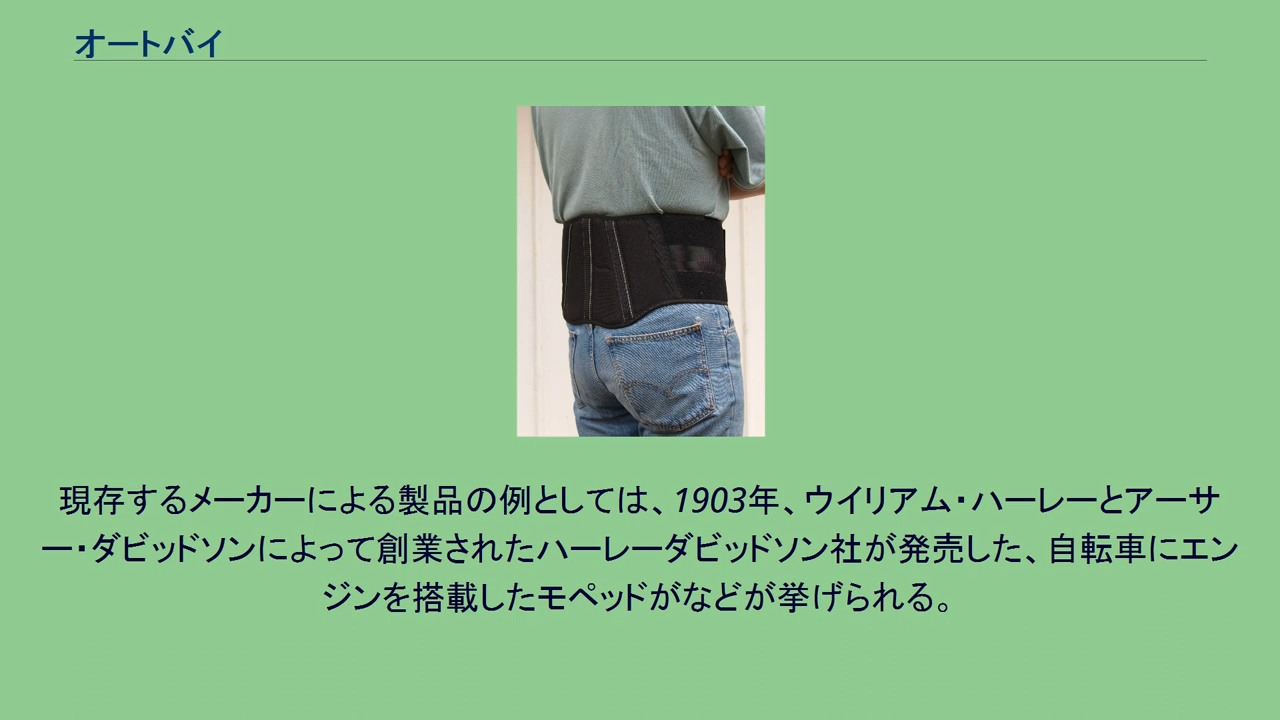 オートバイ
現存するメーカーによる製品の例としては、1903年、ウイリアム・ハーレーとアーサ
ー・ダビッドソンによって創業されたハーレーダビッドソン社が発売した、自転車にエン
ジンを搭載したモペッドがなどが挙げられる。